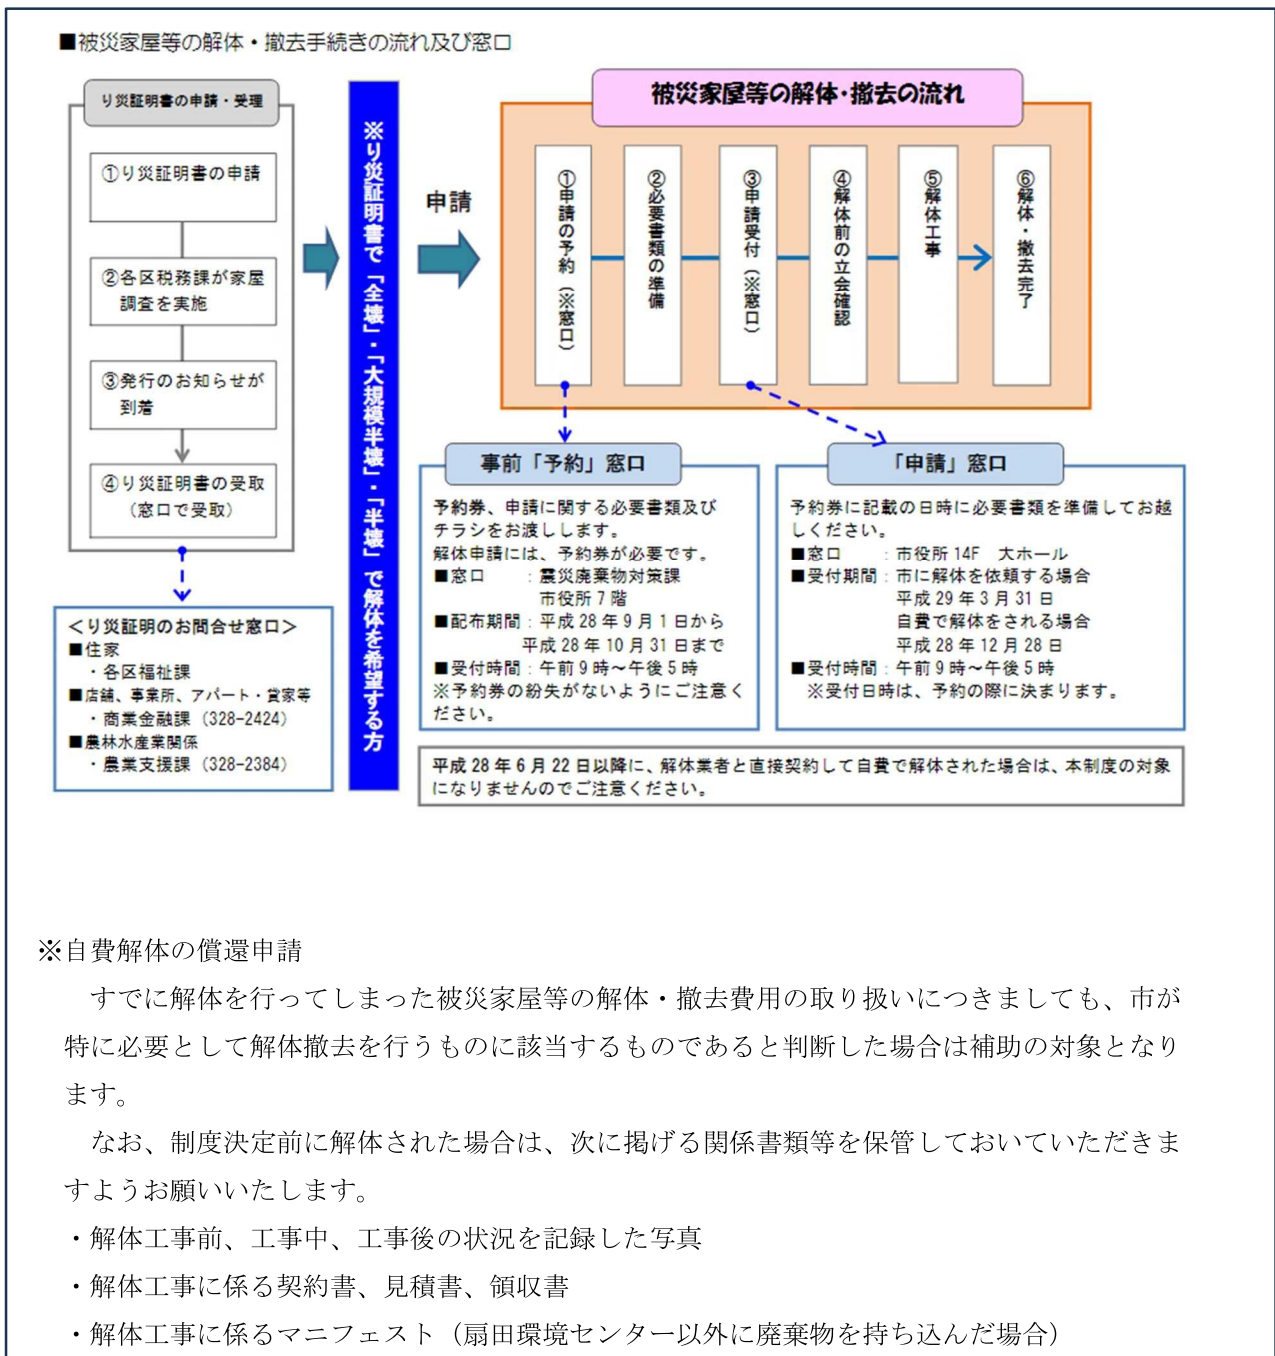 ■被災家屋等の解体・撤去手続きの流れ及び窓口
り災証明書の申請・受理
①り災証明書の申請
②各区税務課が家屋
調査を実施
③発行のお知らせが
到着
④り災証明書の受取
（窓口で受取）
＜り災証明のお問合せ窓口＞
■住家
・各区福祉課
■店舗、事業所、アパート・貸家等
・商業金融課（328-2424）
■農林水産業関係
・農業支援課（328-2384）
※り災証明書で「全壊」・「大規模半壊」・「半壊」で解体を希望する方
申請
被災家屋等の解体・撤去の流れ
①申請の予約（※窓口）
②必要書類の準備
③申請受付（※窓口）
④解体前の立会確認
⑤解体工事
⑥解体・撤去完了
事前「予約」窓口
予約券、申請に関する必要書類及び
チラシをお渡しします。
解体申請には、予約券が必要です。
■窓口　　：震災廃棄物対策課
市役所７階
■配布期間：平成 28 年 9 月 1 日から
平成 28 年 10 月 31 日まで
■受付時間：午前 9 時～午後 5 時
※予約券の紛失がないようにご注意く
ださい。
「申請」窓口
予約券に記載の日時に必要書類を準備してお越
しください。
■窓口　　：市役所 14F　大ホール
■受付期間：市に解体を依頼する場合
平成 29 年 3 月 31 日
自費で解体をされる場合
平成 28 年 12 月 28 日
■受付時間：午前 9 時～午後 5 時
※受付日時は、予約の際に決まります。
平成 28 年 6 月 22 日以降に、解体業者と直接契約して自費で解体された場合は、本制度の対象
になりませんのでご注意ください。
※自費解体の償還申請
すでに解体を行ってしまった被災家屋等の解体・撤去費用の取り扱いにつきましても、市が
特に必要として解体撤去を行うものに該当するものであると判断した場合は補助の対象となり
ます。
なお、制度決定前に解体された場合は、次に掲げる関係書類等を保管しておいていただきま
すようお願いいたします。
・解体工事前、工事中、工事後の状況を記録した写真
・解体工事に係る契約書、見積書、領収書
・解体工事に係るマニフェスト（扇田環境センター以外に廃棄物を持ち込んだ場合）